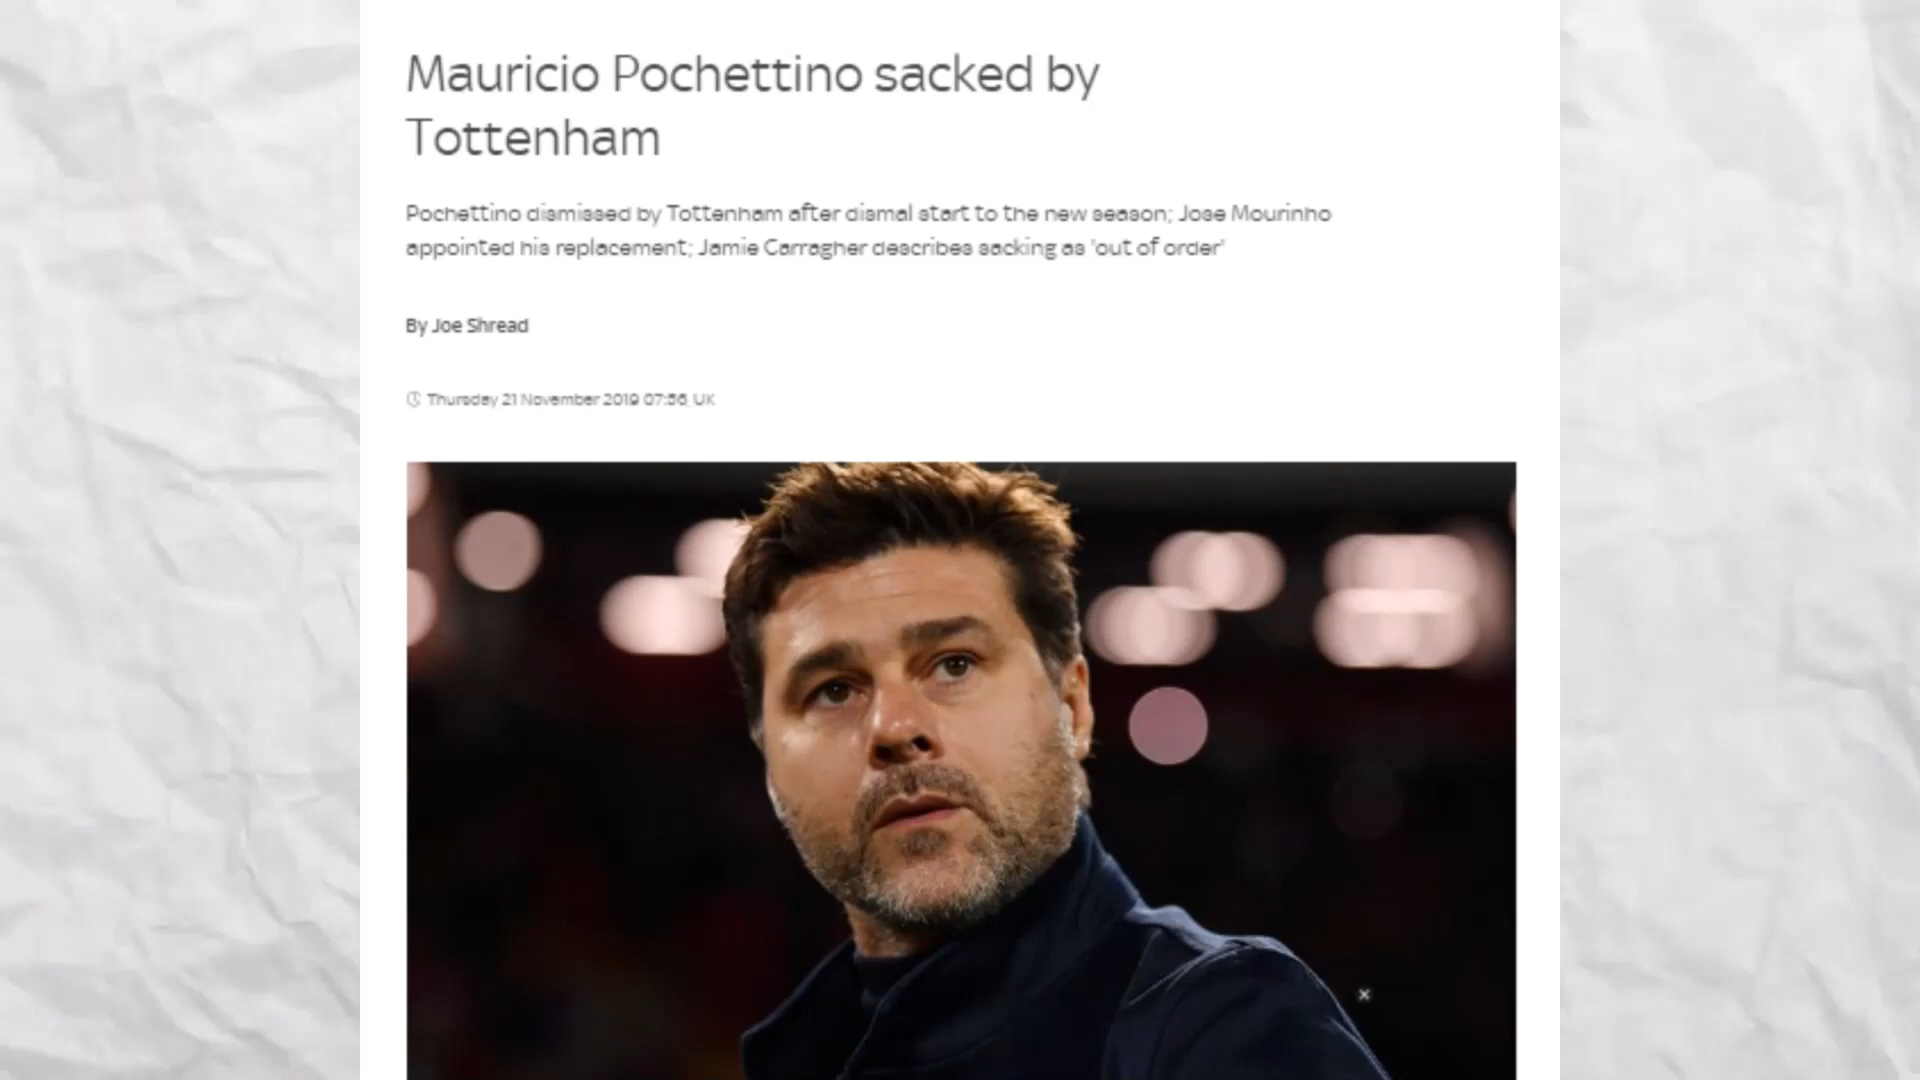 Mauricio Pochettino sacked by
Tottenham
Pochettino dismissed by Tottenham after dismal start to the new season; Jose Mourinho
appointed his replacement; Jamie Carragher describes sacking as 'out of order'
By Joe Shread
Thursday 21 November 2019 07:56, UK